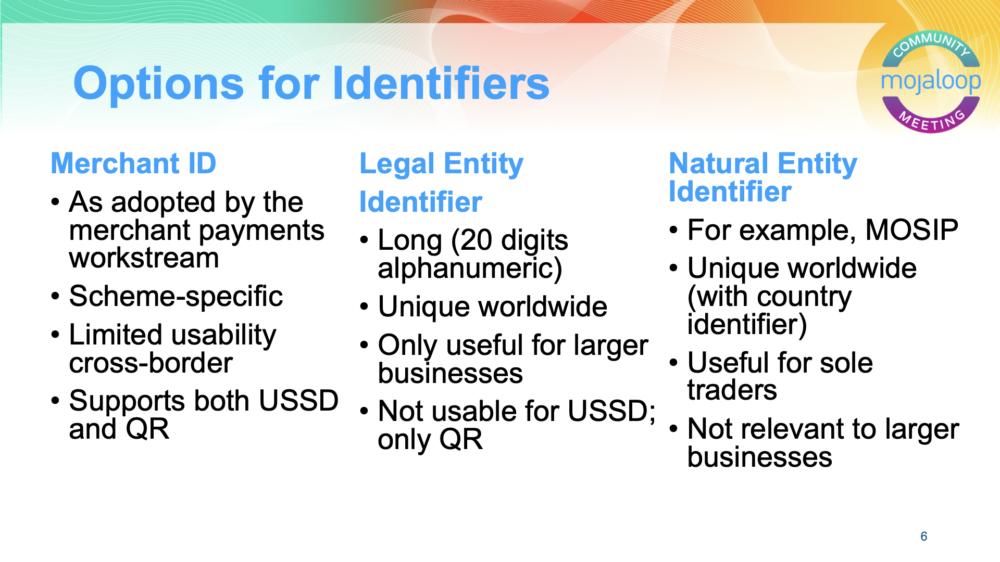 Options for Identifiers
COMMUNITY
mojaloop
MEETING
Merchant ID
• As adopted by the
merchant payments
workstream
• Scheme-specific
• Limited usability
cross-border
• Supports both USSD
and QR
Legal Entity
Identifier
• Long (20 digits
alphanumeric)
• Unique worldwide
• Only useful for larger
businesses
• Not usable for USSD;
only QR
Natural Entity
Identifier
• For example, MOSIP
• Unique worldwide
(with country
identifier)
• Useful for sole
traders
• Not relevant to larger
businesses
6